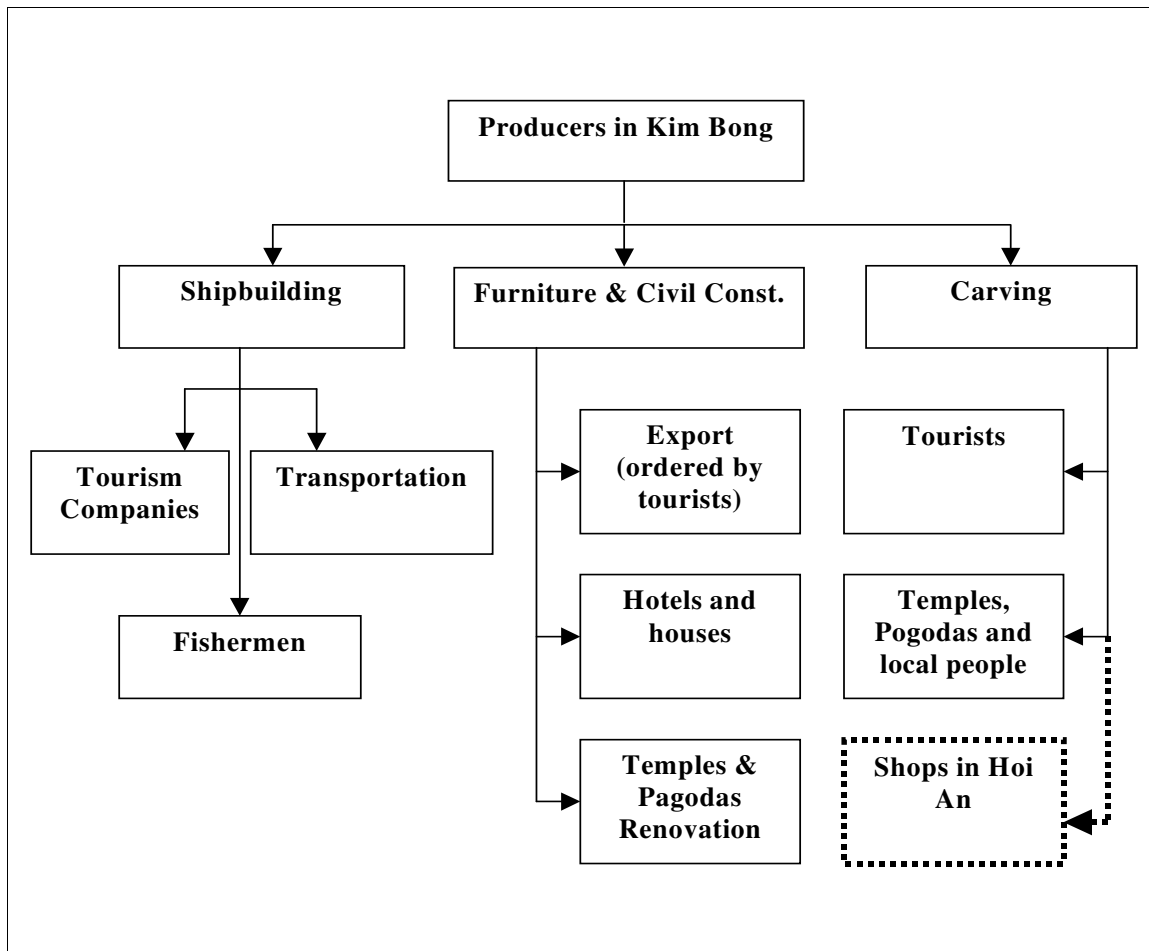 Producers in Kim Bong
Shipbuilding
Furniture & Civil Const.
Carving
Tourism
Companies
Transportation
Fishermen
Export
(ordered by
tourists)
Hotels and
houses
Temples &
Pagodas
Renovation
Tourists
Temples,
Pogodas and
local people
Shops in Hoi
An